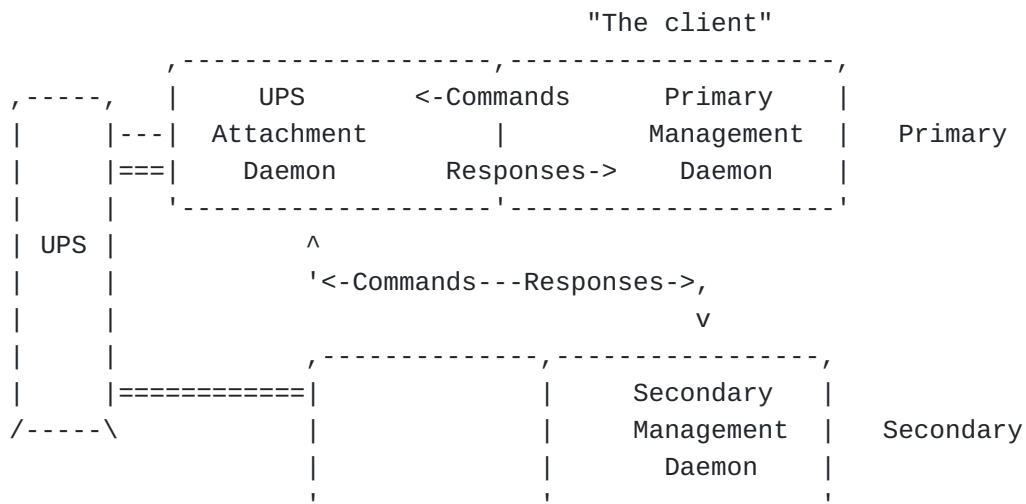 "The client"
,--------------------,---------------------,
,-----, | UPS <-Commands Primary |
| |---| Attachment | Management | Primary
| |===| Daemon Responses-> Daemon |
| | '--------------------'---------------------'
| UPS | ^
| | '<-Commands---Responses->,
| | v
| | ,--------------,-----------------,
| |============| | Secondary |
/-----\ | | Management | Secondary
| | Daemon |
' ' '